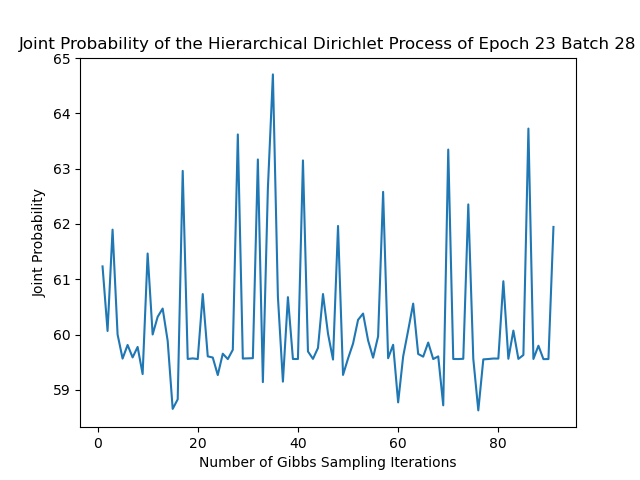 Joint Probability of the Hierarchical Dirichlet Process of Epoch 23 Batch 28
65
64
63
62
61
60
59
Joint Probability
0 20 40 60 80
Number of Gibbs Sampling Iterations